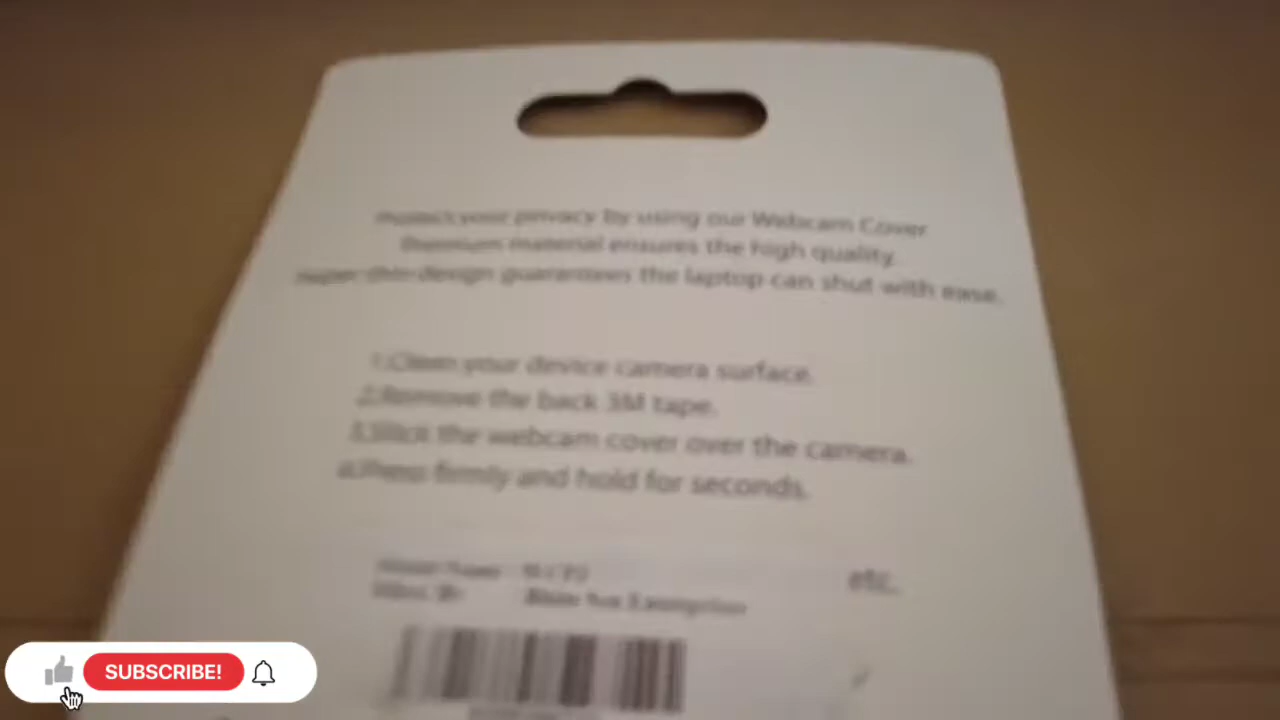 Protect your privacy by using our Webcam Cover
Premium material ensures the high quality.
Super thin design guarantees the laptop can shut with ease.
1.Clean your device camera surface.
2.Remove the back 3M tape.
3.Stick the webcam cover over the camera.
4.Press firmly and hold for seconds.
etc.
SUBSCRIBE!